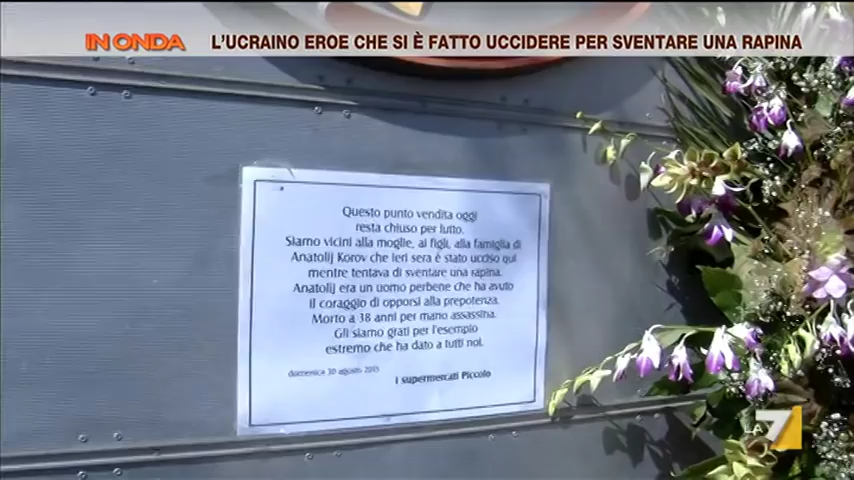 IN ONDA
L'UCRAINO EROE CHE SI È FATTO UCCIDERE PER SVENTARE UNA RAPINA
Questo punto vendita oggi
resta chiuso per lutto.
Siamo vicini alla moglie, ai figli, alla famiglia di
Anatolij Korov che ieri sera è stato ucciso qui
mentre tentava di sventare una rapina.
Anatolij era un uomo perbene che ha avuto
il coraggio di opporsi alla prepotenza.
Morto a 38 anni per mano assassina.
Gli siamo grati per l'esempio
estremo che ha dato a tutti noi.
domenica 30 agosto 2015
i supermercati Piccolo
LA7